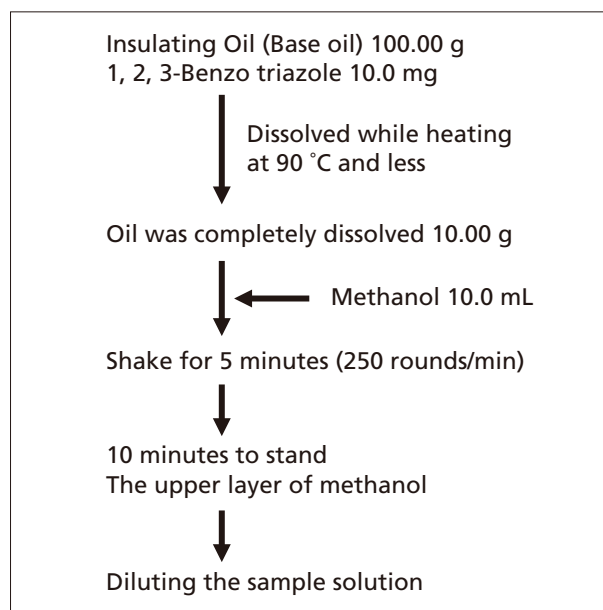 Insulating Oil (Base oil) 100.00 g
1, 2, 3-Benzo triazole 10.0 mg
Dissolved while heating
at 90 ˚C and less
Oil was completely dissolved 10.00 g
Methanol 10.0 mL
Shake for 5 minutes (250 rounds/min)
10 minutes to stand
The upper layer of methanol
Diluting the sample solution